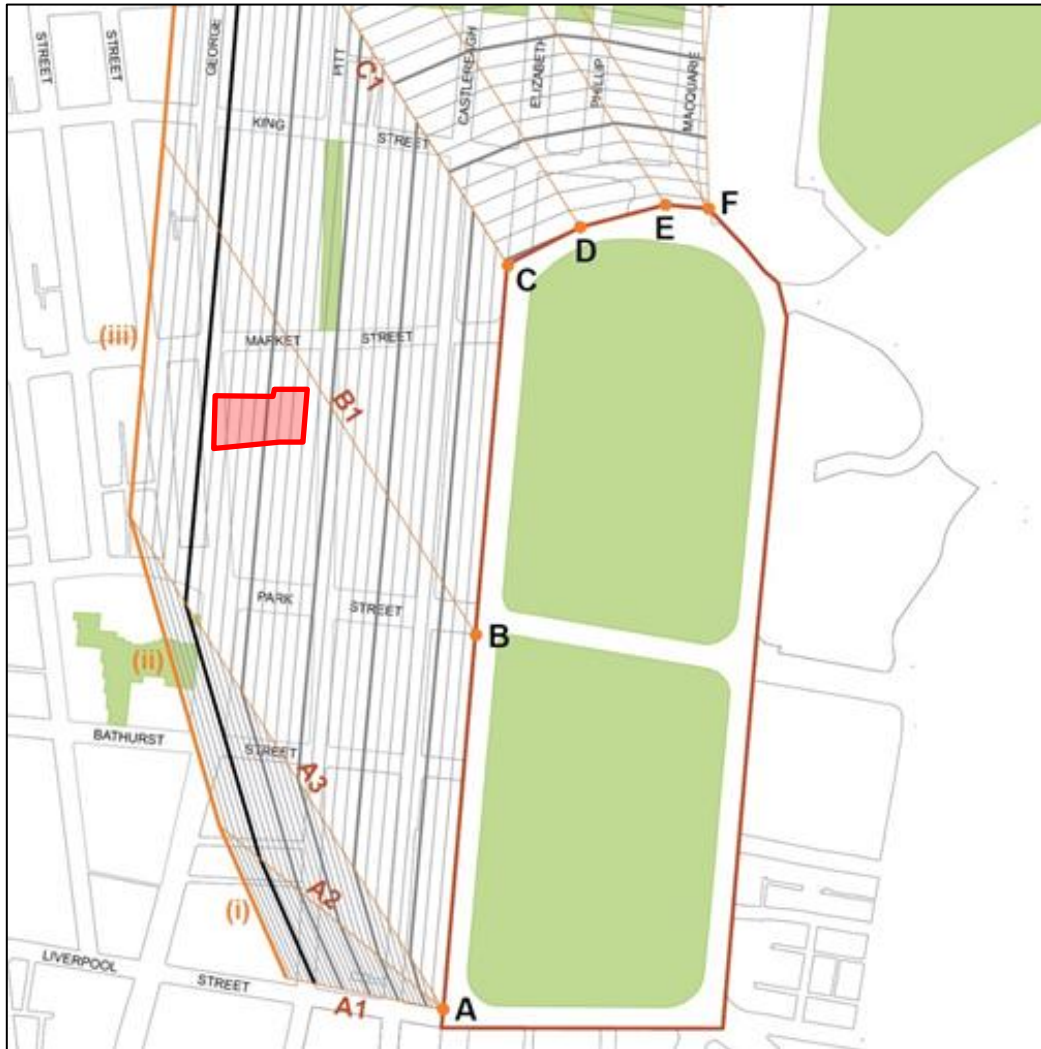 STREET
STREET
GEORGE
PITT
C1
CASTLEREAGH
ELIZABETH
PHILLIP
MACQUARIE
KING
STREET
F
E
D
C
(iii)
MARKET
STREET
B1
PARK
STREET
B
(ii)
BATHURST
STREET
A3
A2
(i)
LIVERPOOL
STREET
A1
A